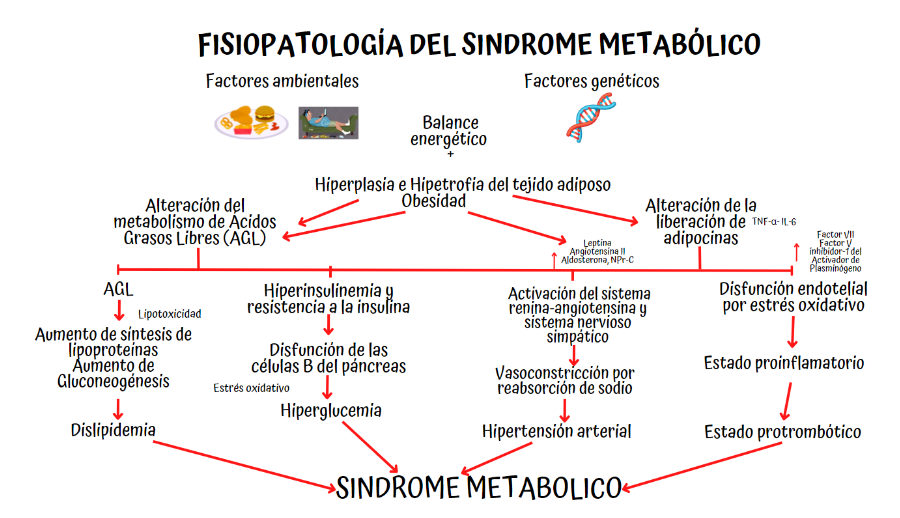 FISIOPATOLOGÍA DEL SINDROME METABÓLICO
Factores ambientales
Factores genéticos
Balance
energético
+
Hiperplasia e Hipetrofía del tejido adiposo
Obesidad
Alteración del
metabolismo de Acidos
Grasos Libres (AGL)
Alteración de la
liberación de
adipocinas
TNF-α- IL-6
Leptina
Angiotensina II
Aldosterona, NPr-C
Factor VII
Factor V
inhibidor-1 del
Activador de
Plasminógeno
AGL
Lipotoxicidad
Aumento de síntesis de
lipoproteínas
Aumento de
Gluconeogénesis
Dislipidemia
Hiperinsulinemia y
resistencia a la insulina
Disfunción de las
células B del páncreas
Estrés oxidativo
Hiperglucemia
Activación del sistema
renina-angiotensina y
sistema nervioso
simpático
Vasoconstricción por
reabsorción de sodio
Hipertensión arterial
Disfunción endotelial
por estrés oxidativo
Estado proinflamatorio
Estado protrombótico
SINDROME METABOLICO